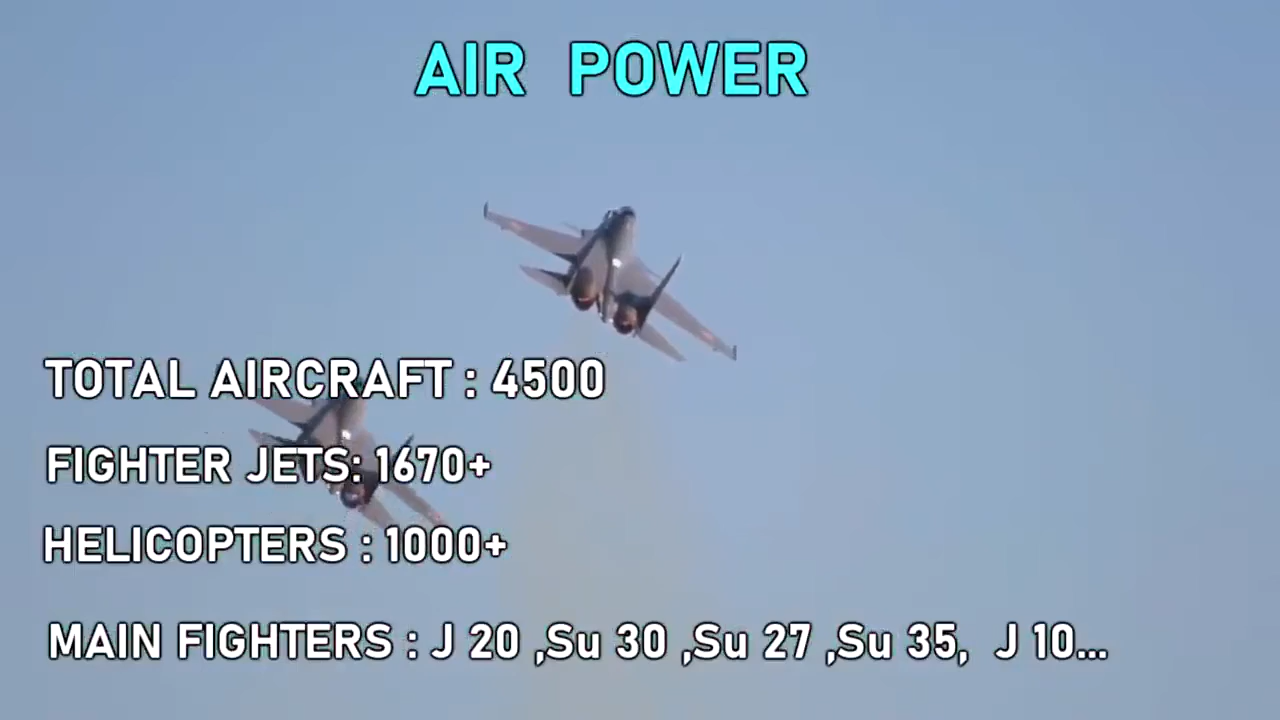 AIR POWER
TOTAL AIRCRAFT : 4500
FIGHTER JETS: 1670+
HELICOPTERS : 1000+
MAIN FIGHTERS : J 20 ,Su 30 ,Su 27 ,Su 35, J 10...